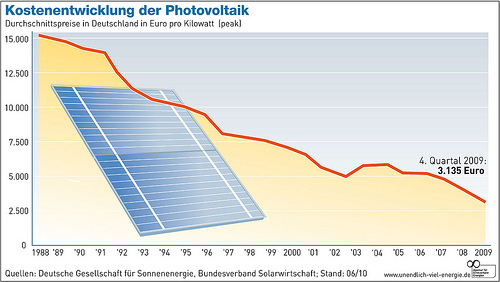 Kostenentwicklung der Photovoltaik
Durchschnittspreise in Deutschland in Euro pro Kilowatt (peak)
15.000
12.500
10.000
7.500
5.000
2.500
0
4. Quartal 2009:
3.135 Euro
1988 '89 '90 '91 '92 '93 '94 '95 '96 '97 '98 '99 2000 '01 '02 '03 '04 '05 '06 '07 '08 2009
Quellen: Deutsche Gesellschaft für Sonnenenergie, Bundesverband Solarwirtschaft; Stand: 06/10
www.unendlich-viel-energie.de